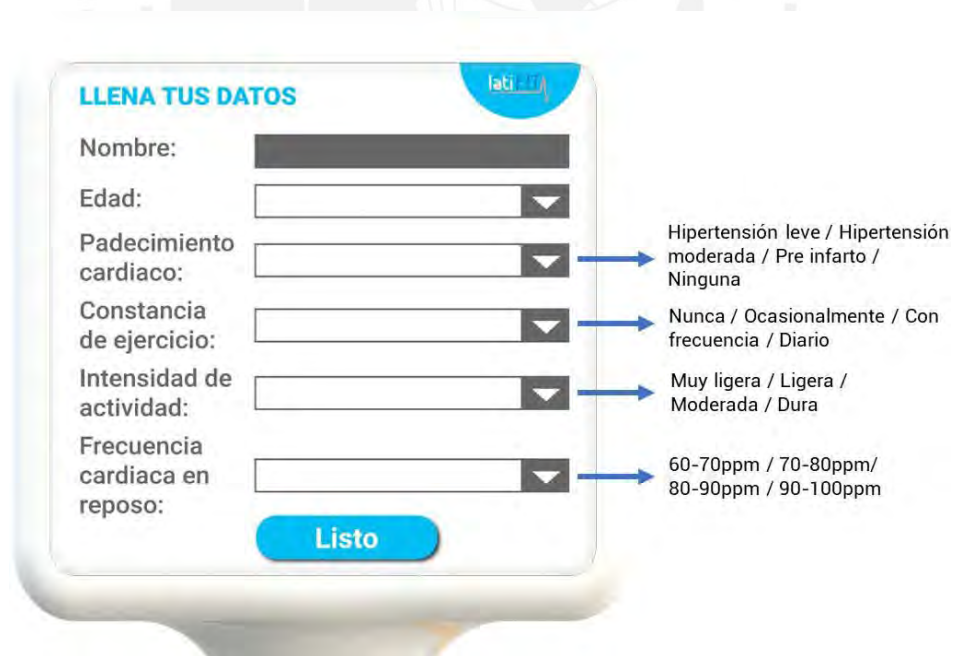 LLENA TUS DATOS
lati FIT
Nombre:
Edad:
Padecimiento
cardiaco:
Hipertensión leve / Hipertensión
moderada / Pre infarto /
Ninguna
Constancia
de ejercicio:
Nunca / Ocasionalmente / Con
frecuencia / Diario
Intensidad de
actividad:
Muy ligera / Ligera /
Moderada / Dura
Frecuencia
cardiaca en
reposo:
60-70ppm / 70-80ppm/
80-90ppm / 90-100ppm
Listo